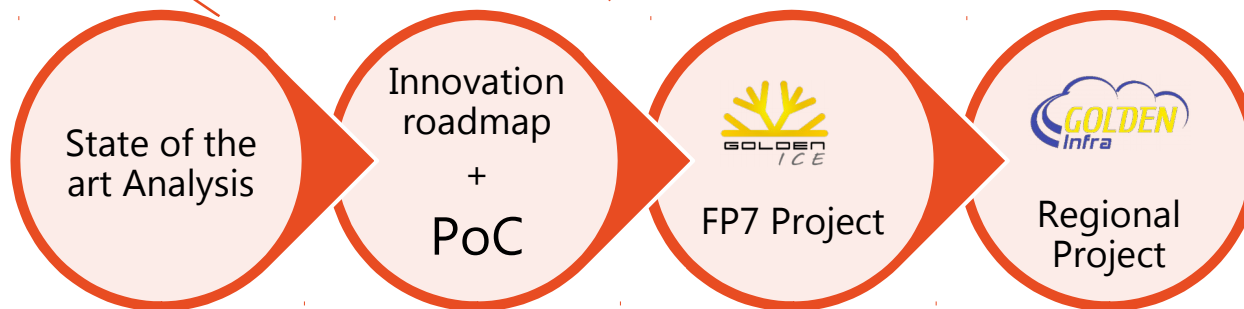 State of the
art Analysis
Innovation
roadmap
+
PoC
GOLDEN
ICE
FP7 Project
GOLDEN
Infra
Regional
Project